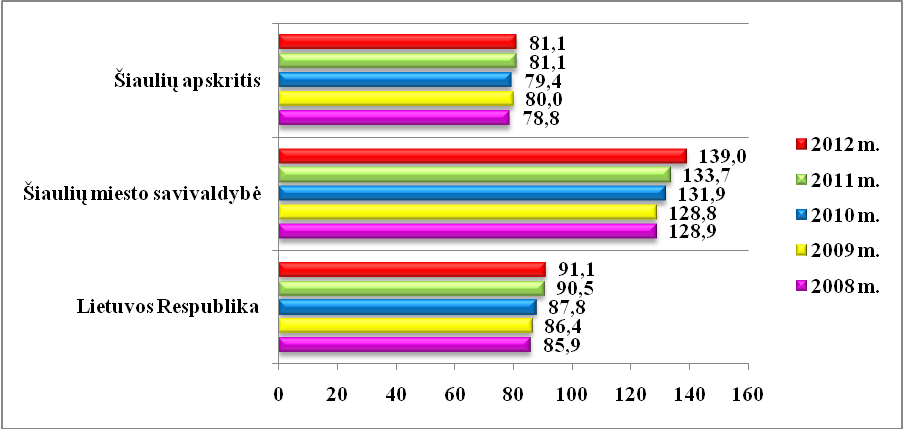 Šiaulių apskritis
81,1
81,1
79,4
80,0
78,8
Šiaulių miesto savivaldybė
139,0
133,7
131,9
128,8
128,9
Lietuvos Respublika
91,1
90,5
87,8
86,4
85,9
0 20 40 60 80 100 120 140 160
2012 m.
2011 m.
2010 m.
2009 m.
2008 m.